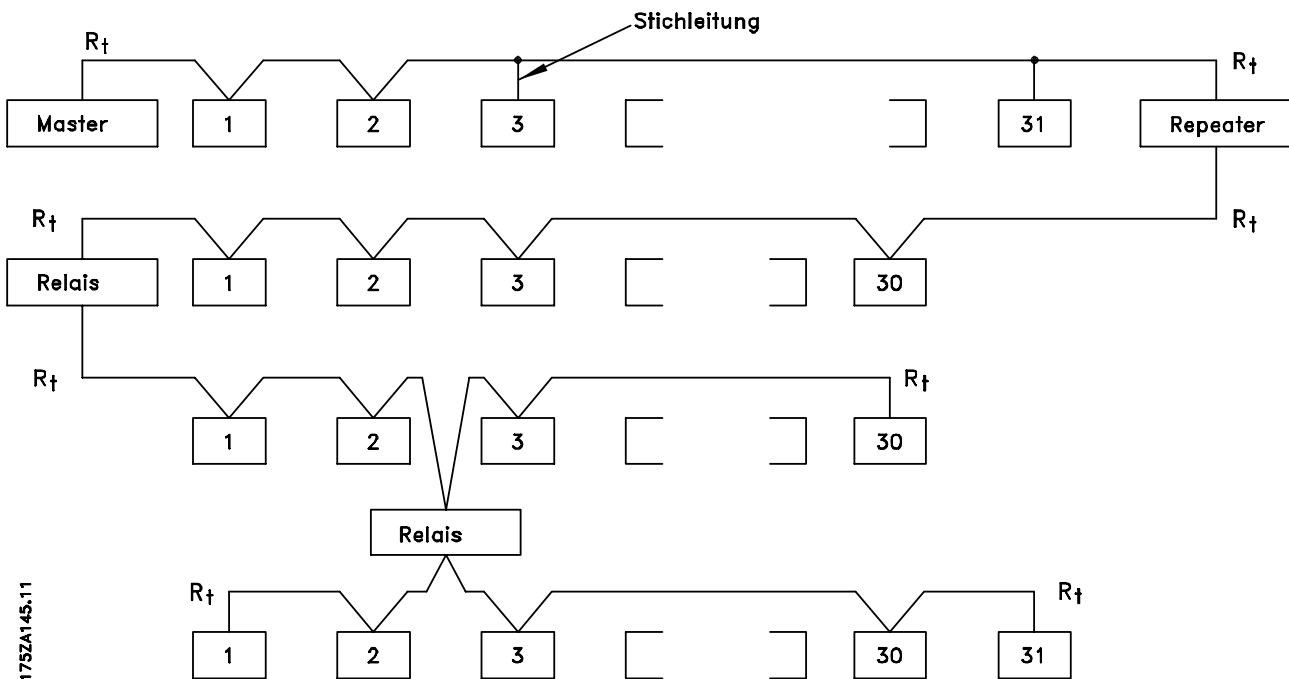 Stichleitung
Rt Rt
Master 1 2 3 31 Repeater
Rt Rt
Relais 1 2 3 30
Rt Rt
1 2 3 30
Relais
Rt Rt
1 2 3 30 31
175ZA145.11